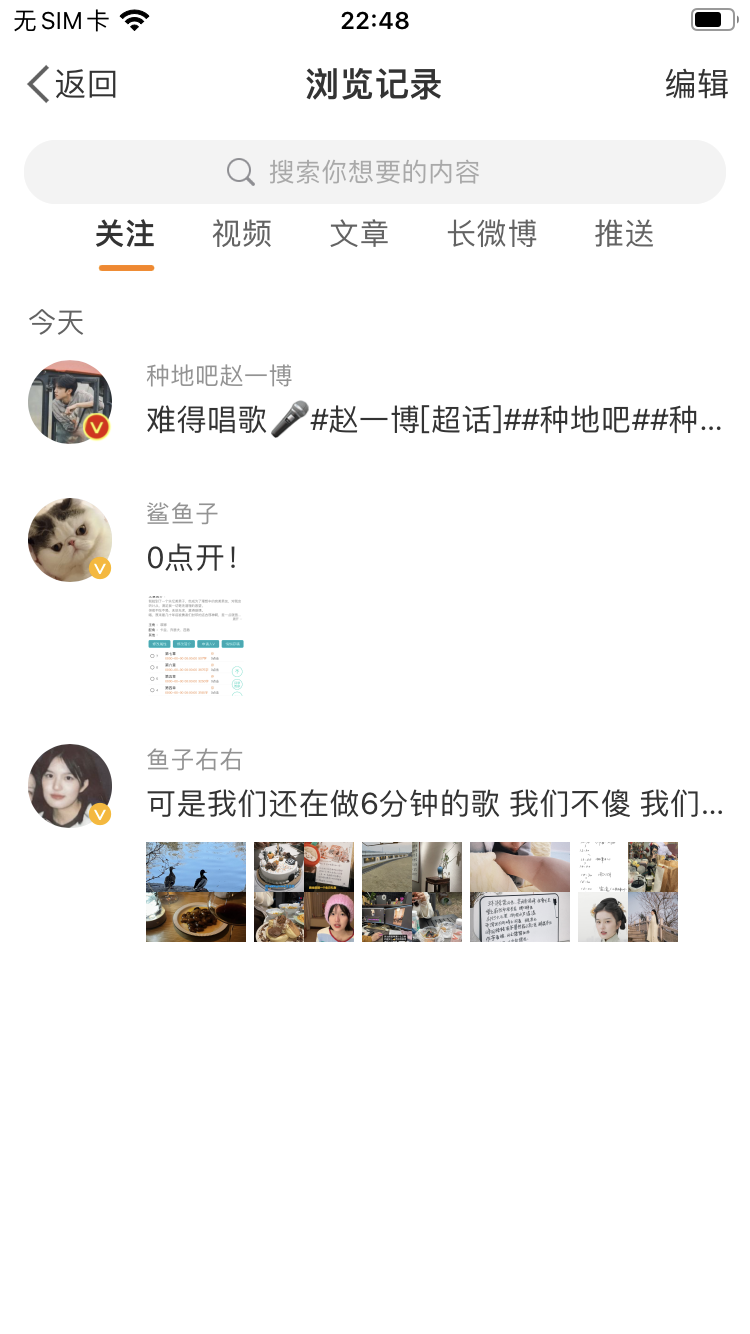 无SIM卡
22:48
返回
浏览记录
编辑
搜索你想要的内容
关注
视频
文章
长微博
推送
今天
种地吧赵一博
难得唱歌🎤#赵一博[超话]##种地吧##种...
鲨鱼子
0点开！
鱼子右右
可是我们还在做6分钟的歌 我们不傻 我们...